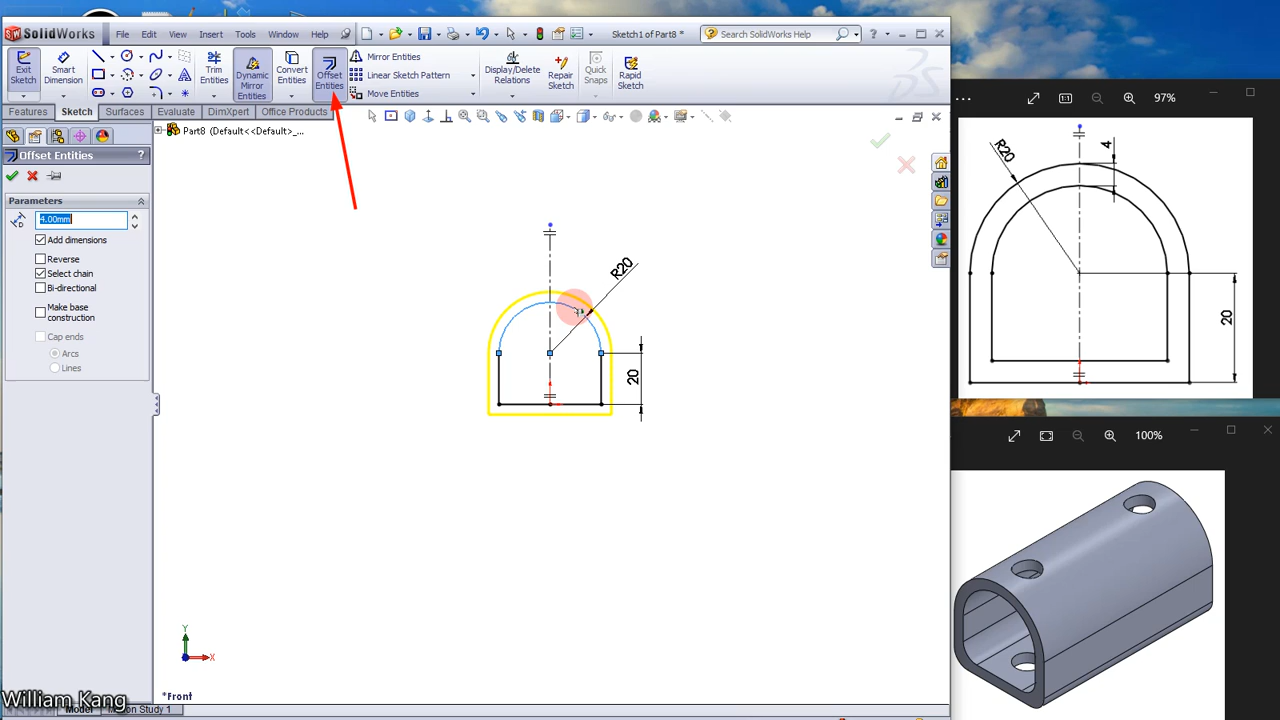 SolidWorks File Edit View Insert Tools Window Help Sketch1 of Part8 * Search SolidWorks Help
Exit Sketch Smart Dimension Trim Entities Dynamic Mirror Entities Convert Entities Offset Entities Mirror Entities Linear Sketch Pattern Move Entities Display/Delete Relations Repair Sketch Quick Snaps Rapid Sketch
Features Sketch Surfaces Evaluate DimXpert Office Products
97%
Part8 (Default<<Default>_...
Offset Entities ?
Parameters
4.00mm
Add dimensions
Reverse
Select chain
Bi-directional
Make base
construction
Cap ends
Arcs
Lines
R20
20
R20
4
20
100%
Y
X
*Front
William Kang
Model
Motion Study 1